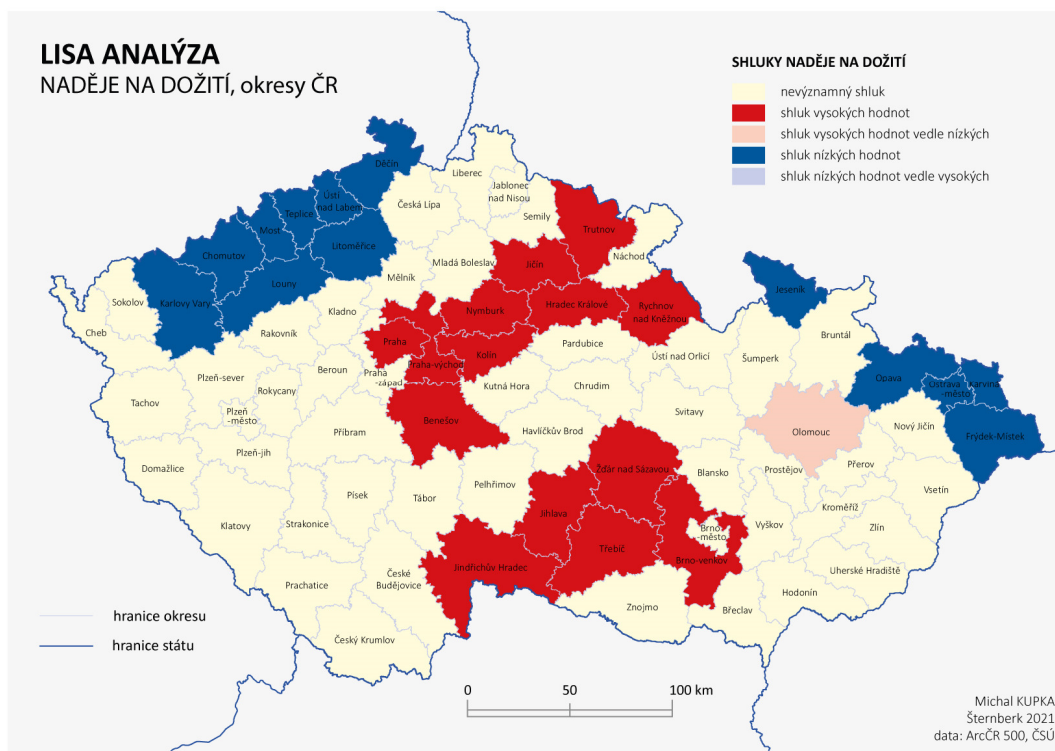 LISA ANALÝZA
NADĚJE NA DOŽITÍ, okresy ČR
SHLUKY NADĚJE NA DOŽITÍ
nevýznamný shluk
shluk vysokých hodnot
shluk vysokých hodnot vedle nízkých
shluk nízkých hodnot
shluk nízkých hodnot vedle vysokých
Děčín
Liberec
Jablonec
nad Nisou
Ústí
nad Labem
Teplice
Česká Lípa
Semily
Most
Trutnov
Litoměřice
Chomutov
Náchod
Jičín
Mladá Boleslav
Mělník
Louny
Jeseník
Sokolov
Karlovy Vary
Nymburk
Hradec Králové
Rychnov
nad Kněžnou
Kladno
Cheb
Rakovník
Bruntál
Praha
Pardubice
Kolín
Ústí nad Orlicí
Šumperk
Praha-východ
Beroun
Praha
-západ
Plzeň-sever
Rokycany
Kutná Hora
Chrudim
Opava
Ostrava
-město
Karviná
Tachov
Plzeň
-město
Benešov
Svitavy
Nový Jičín
Příbram
Havlíčkův Brod
Olomouc
Frýdek-Místek
Plzeň-jih
Domažlice
Žďár nad Sázavou
Blansko
Prostějov
Přerov
Pelhřimov
Vsetín
Písek
Tábor
Kroměříž
Klatovy
Strakonice
Jihlava
Brno
-město
Vyškov
Zlín
Třebíč
Brno-venkov
Jindřichův Hradec
České
Budějovice
Uherské Hradiště
Prachatice
Hodonín
Znojmo
Břeclav
Český Krumlov
hranice okresu
hranice státu
0 50 100 km
Michal KUPKA
Šternberk 2021
data: ArcČR 500, ČSÚ